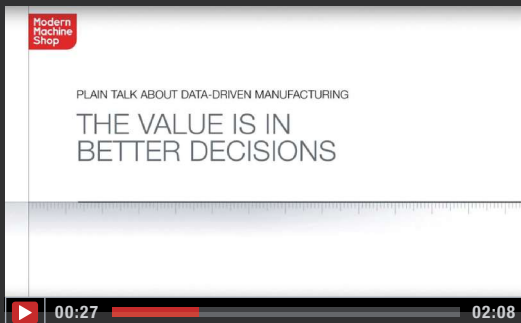 Modern
Machine
Shop
PLAIN TALK ABOUT DATA-DRIVEN MANUFACTURING
THE VALUE IS IN
BETTER DECISIONS
00:27
02:08